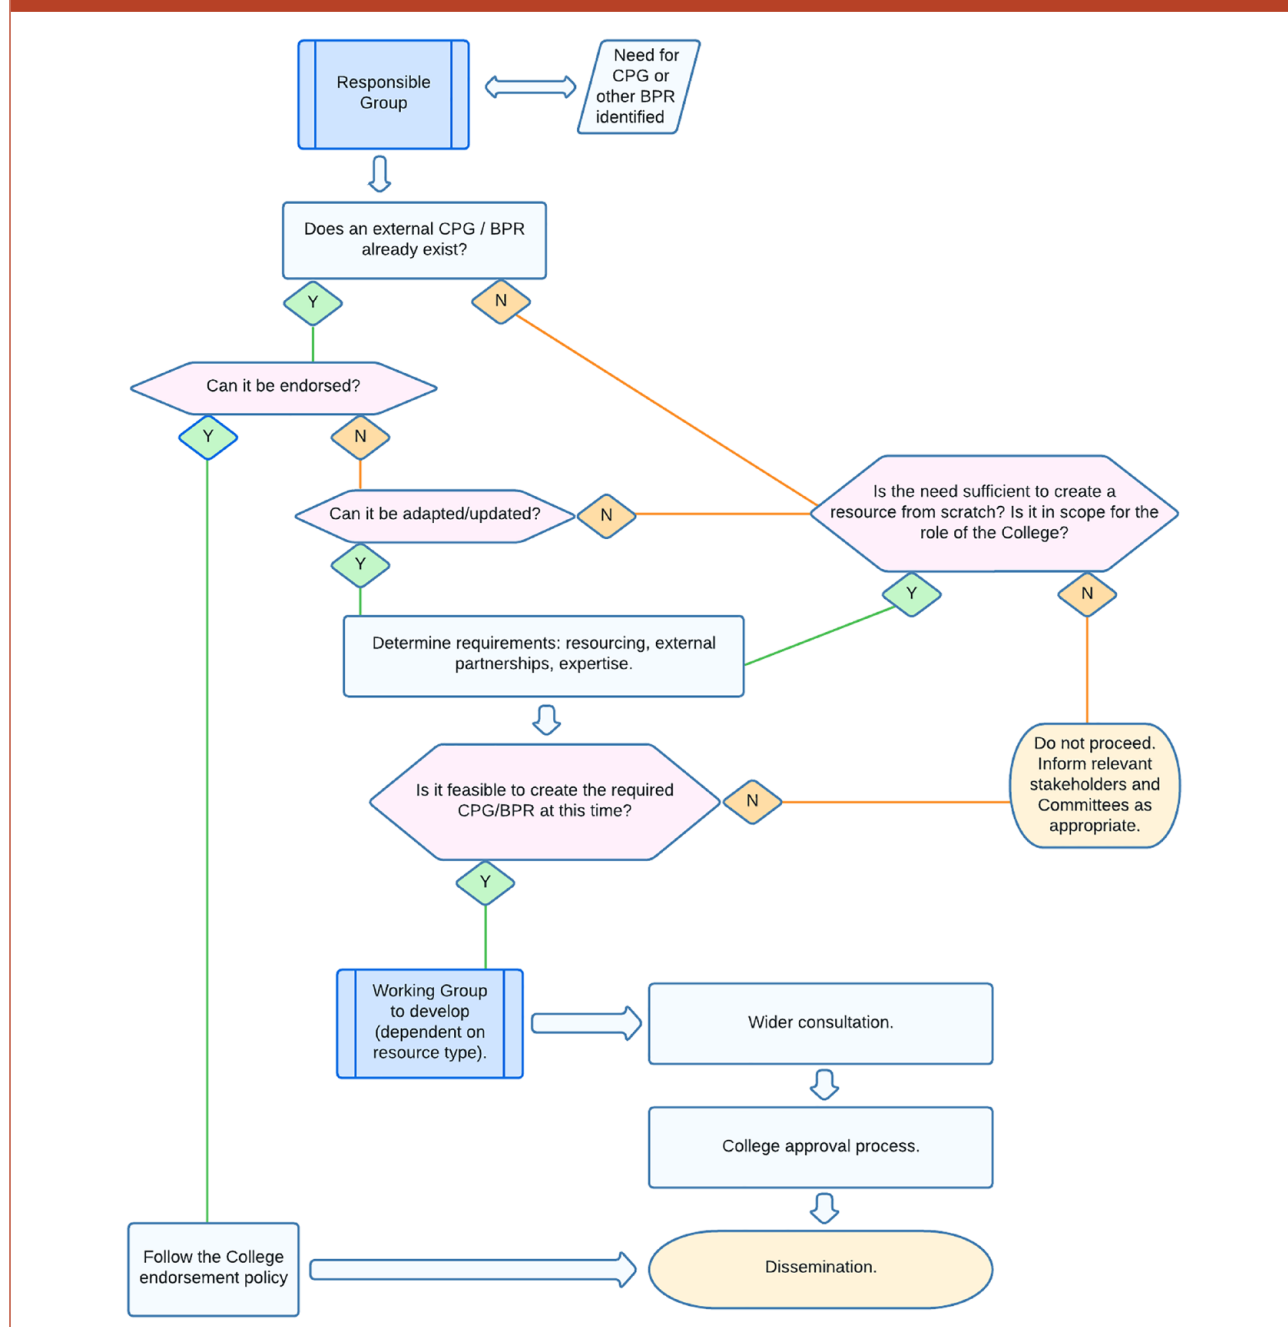 Responsible
Group
Need for
CPG or
other BPR
identified
Does an external CPG / BPR
already exist?
Y
N
Can it be endorsed?
Y
N
Can it be adapted/updated?
N
Y
Is the need sufficient to create a
resource from scratch? Is it in scope for the
role of the College?
Y
N
Determine requirements: resourcing, external
partnerships, expertise.
Is it feasible to create the required
CPG/BPR at this time?
N
Y
Do not proceed.
Inform relevant
stakeholders and
Committees as
appropriate.
Working Group
to develop
(dependent on
resource type).
Wider consultation.
College approval process.
Follow the College
endorsement policy
Dissemination.